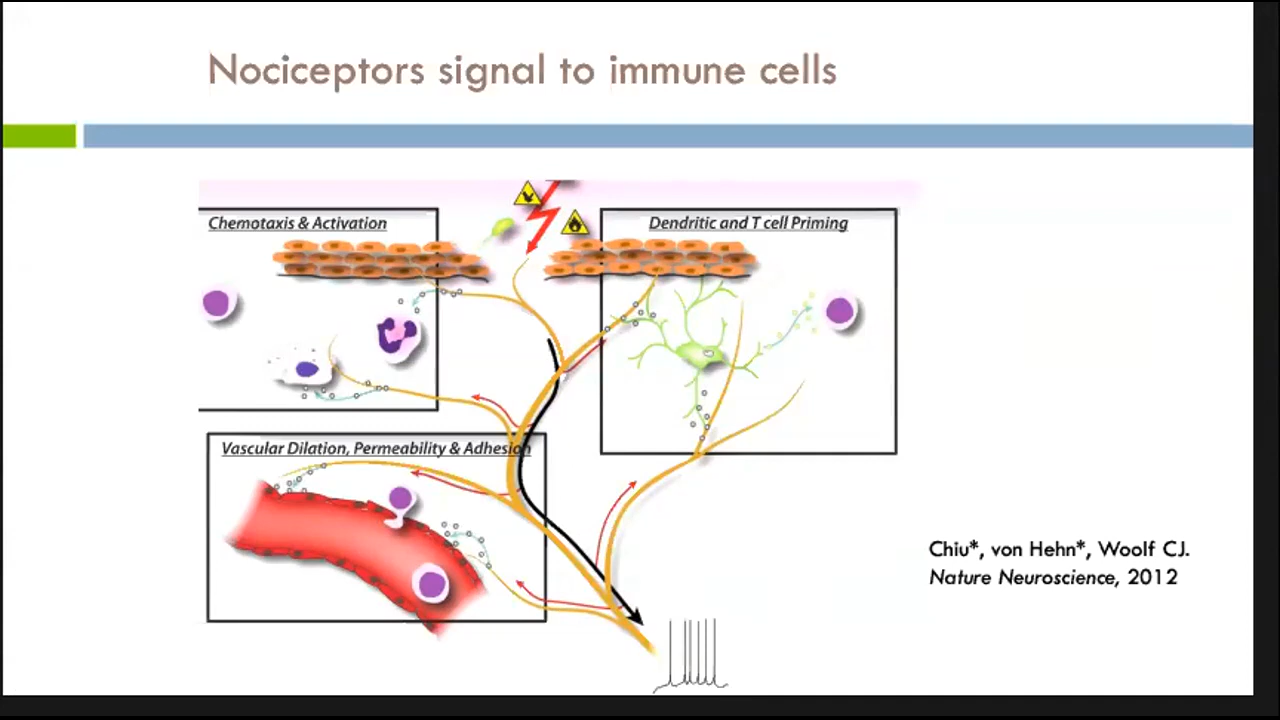 Nociceptors signal to immune cells
Chemotaxis & Activation
Dendritic and T cell Priming
Vascular Dilation, Permeability & Adhesion
Chiu*, von Hehn*, Woolf CJ.
Nature Neuroscience, 2012